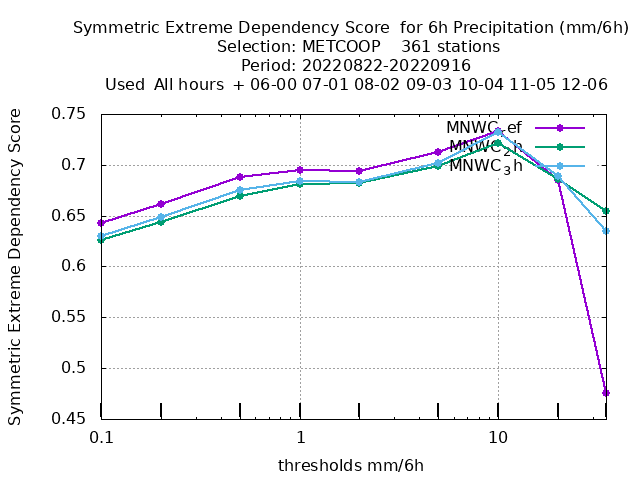 Symmetric Extreme Dependency Score  for 6h Precipitation (mm/6h)
Selection: METCOOP    361 stations
Period: 20220822-20220916
Used  All hours  + 06-00 07-01 08-02 09-03 10-04 11-05 12-06
Symmetric Extreme Dependency Score
0.75
0.7
0.65
0.6
0.55
0.5
0.45
MNWC_ref
MNWC_2h
MNWC_3h
0.1
1
10
thresholds mm/6h